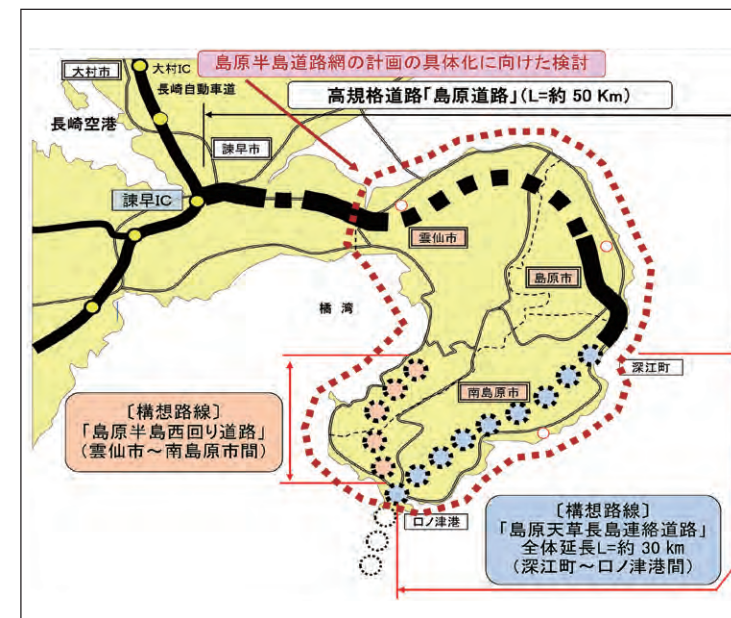 島原半島道路網の計画の具体化に向けた検討
高規格道路「島原道路」(L=約 50 Km)
大村市
大村IC
長崎自動車道
長崎空港
諫早市
諫早IC
雲仙市
島原市
橘 湾
深江町
南島原市
〔構想路線〕
「島原半島西回り道路」
(雲仙市~南島原市間)
口ノ津港
〔構想路線〕
「島原天草長島連絡道路」
全体延長L=約 30 km
(深江町~口ノ津港間)